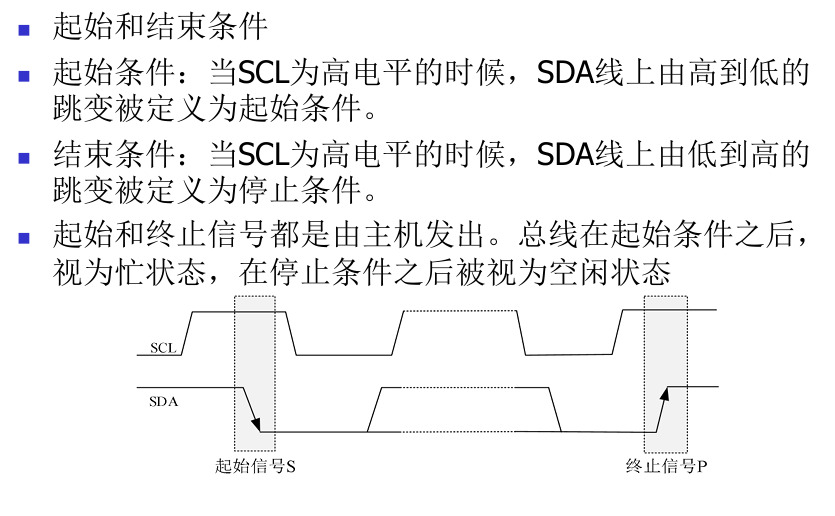 起始和结束条件
起始条件：当SCL为高电平的时候，SDA线上由高到低的
跳变被定义为起始条件。
结束条件：当SCL为高电平的时候，SDA线上由低到高的
跳变被定义为停止条件。
起始和终止信号都是由主机发出。总线在起始条件之后，
视为忙状态，在停止条件之后被视为空闲状态
SCL
SDA
起始信号S
终止信号P